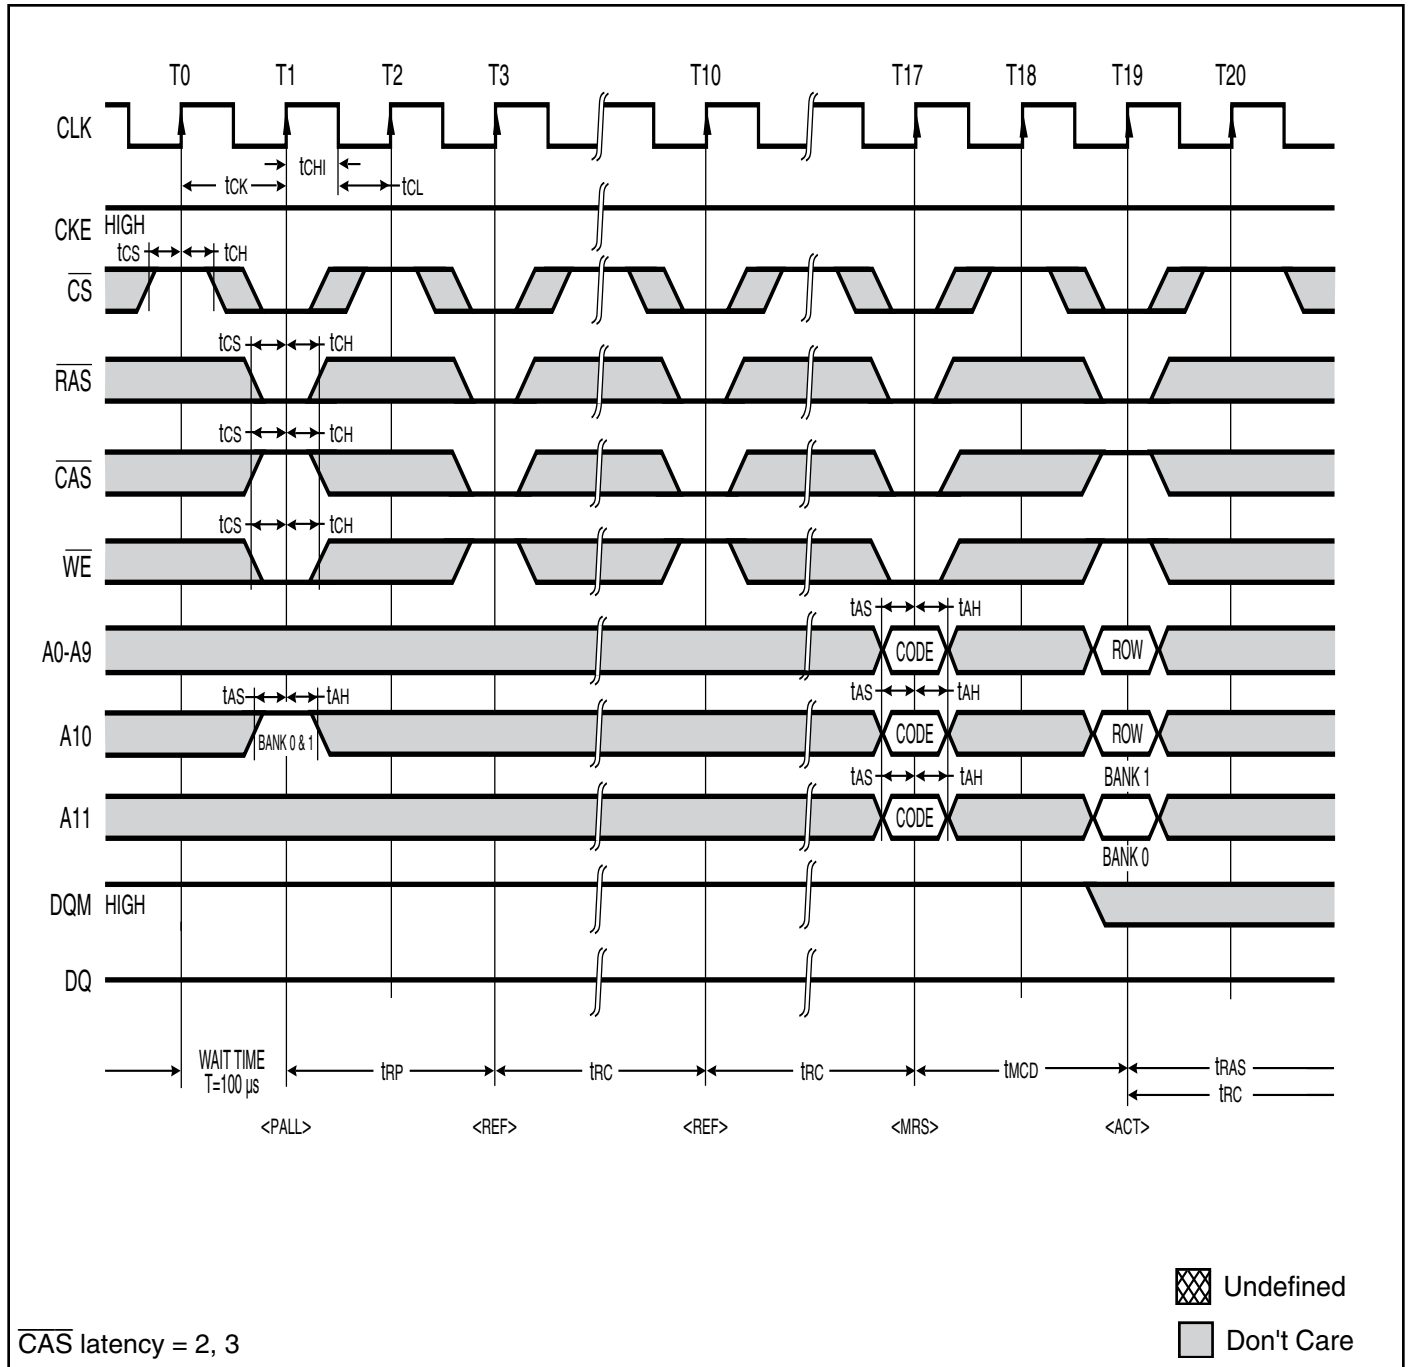 T0 T1 T2 T3 T10 T17 T18 T19 T20
CLK
tCHI
tCK tCL
CKE HIGH
tCS tCH
CS
tCS tCH
RAS
tCS tCH
CAS
tCS tCH
WE
tAS tAH
A0-A9 CODE ROW
tAS tAH tAS tAH
A10 BANK 0 & 1 CODE ROW
tAS tAH BANK 1
A11 CODE
BANK 0
DQM HIGH
DQ
WAIT TIME
T=100 µs
tRP tRC tRC tMCD tRAS
tRC
<PALL> <REF> <REF> <MRS> <ACT>
Undefined
CAS latency = 2, 3
Don't Care